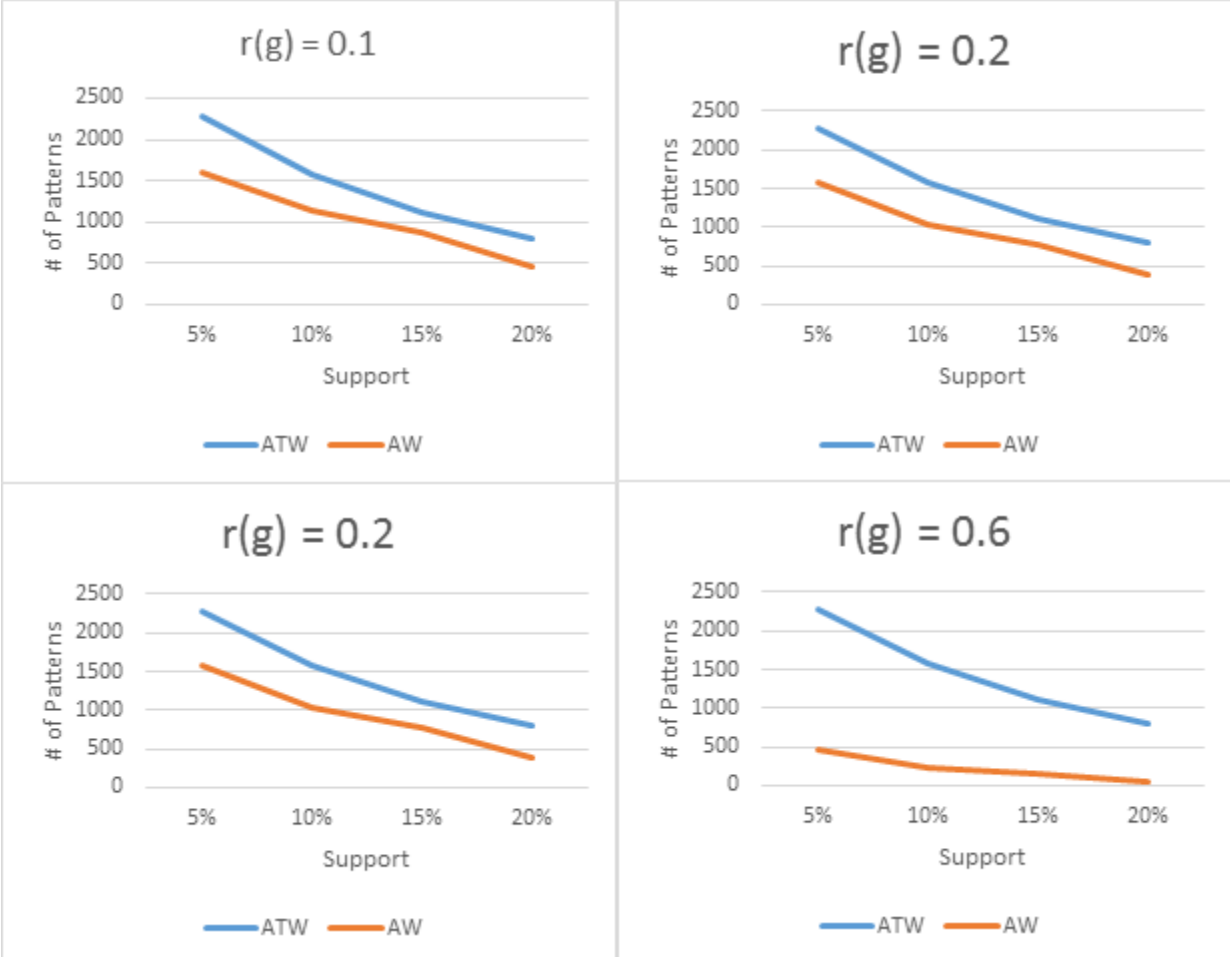 r(g) = 0.1
2500
2000
1500
1000
500
0
# of Patterns
5% 10% 15% 20%
Support
ATW AW
r(g) = 0.2
2500
2000
1500
1000
500
0
# of Patterns
5% 10% 15% 20%
Support
ATW AW
r(g) = 0.2
2500
2000
1500
1000
500
0
# of Patterns
5% 10% 15% 20%
Support
ATW AW
r(g) = 0.6
2500
2000
1500
1000
500
0
# of Patterns
5% 10% 15% 20%
Support
ATW AW